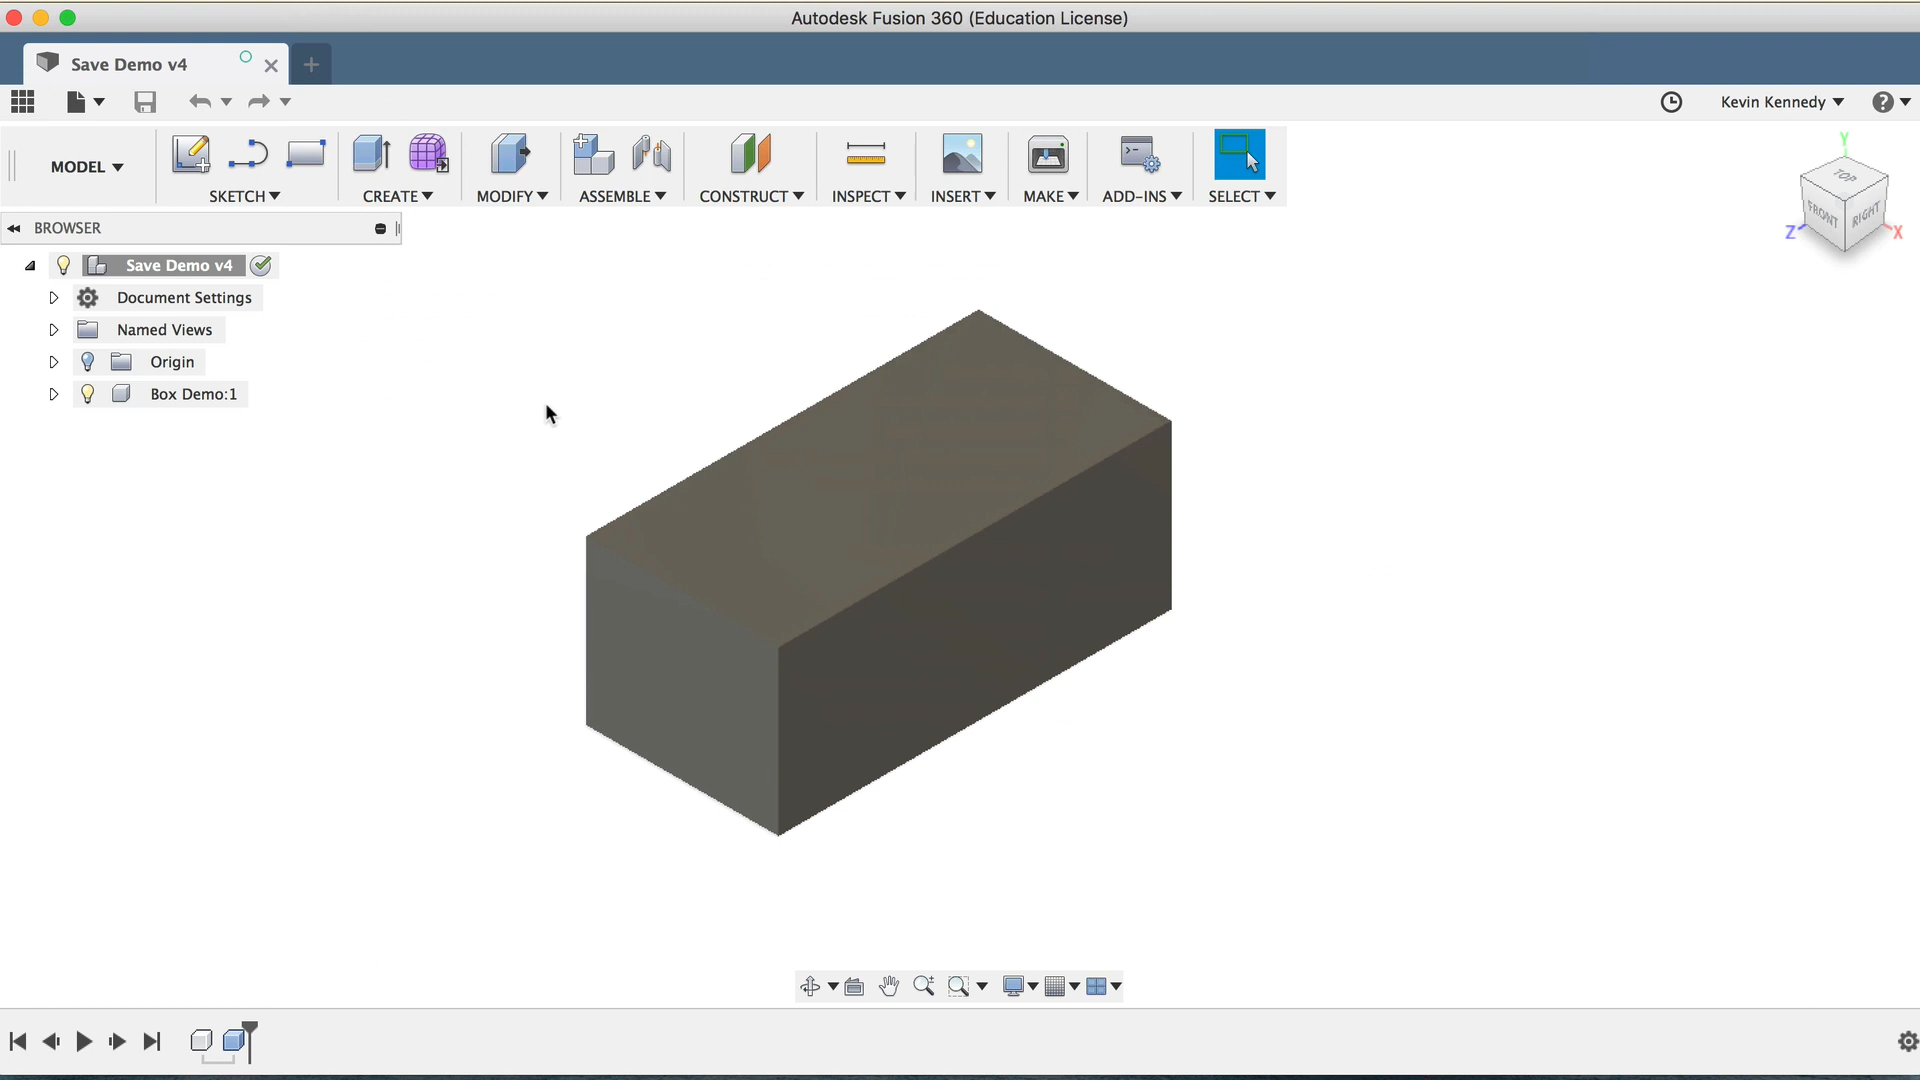 Autodesk Fusion 360 (Education License)
Save Demo v4
Kevin Kennedy
MODEL
SKETCH
CREATE
MODIFY
ASSEMBLE
CONSTRUCT
INSPECT
INSERT
MAKE
ADD-INS
SELECT
Y
TOP
FRONT
RIGHT
Z
X
BROWSER
Save Demo v4
Document Settings
Named Views
Origin
Box Demo:1